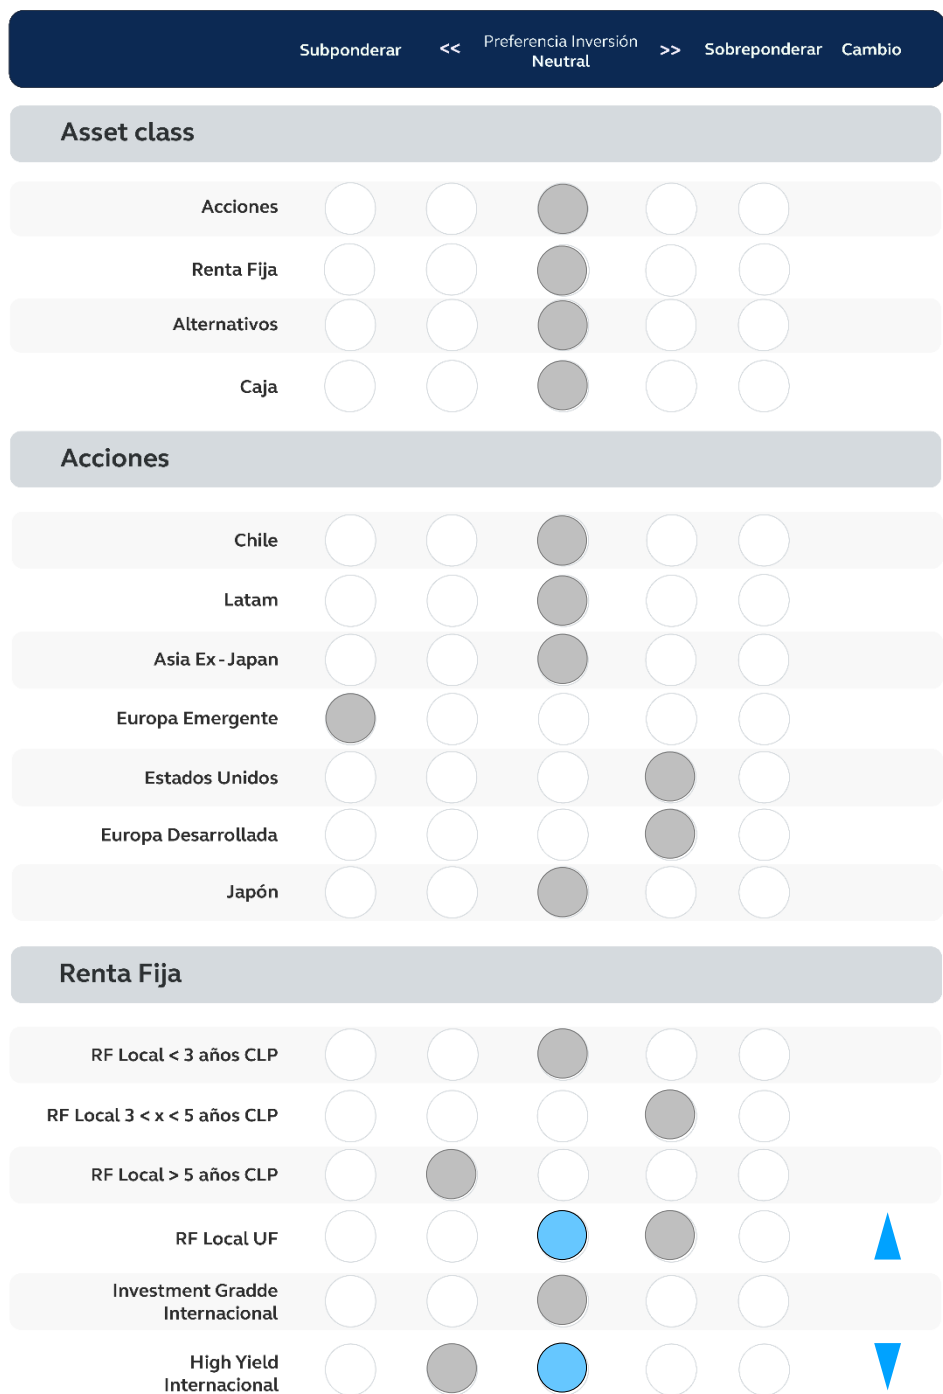 Subponderar << Preferencia Inversión Neutral >> Sobreponderar Cambio
Asset class
Acciones
Renta Fija
Alternativos
Caja
Acciones
Chile
Latam
Asia Ex - Japan
Europa Emergente
Estados Unidos
Europa Desarrollada
Japón
Renta Fija
RF Local < 3 años CLP
RF Local 3 < x < 5 años CLP
RF Local > 5 años CLP
RF Local UF
Investment Gradde
Internacional
High Yield
Internacional